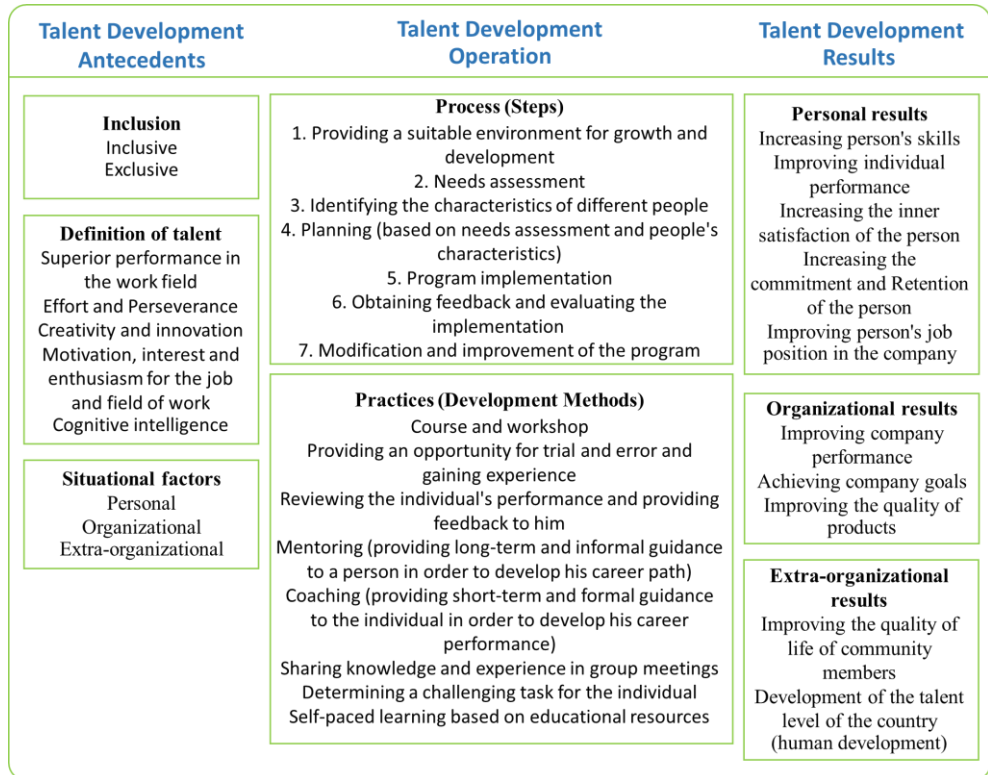 Talent Development
Antecedents
Inclusion
Inclusive
Exclusive
Definition of talent
Superior performance in
the work field
Effort and Perseverance
Creativity and innovation
Motivation, interest and
enthusiasm for the job
and field of work
Cognitive intelligence
Situational factors
Personal
Organizational
Extra-organizational
Talent Development
Operation
Process (Steps)
1. Providing a suitable environment for growth and
development
2. Needs assessment
3. Identifying the characteristics of different people
4. Planning (based on needs assessment and people's
characteristics)
5. Program implementation
6. Obtaining feedback and evaluating the
implementation
7. Modification and improvement of the program
Practices (Development Methods)
Course and workshop
Providing an opportunity for trial and error and
gaining experience
Reviewing the individual's performance and providing
feedback to him
Mentoring (providing long-term and informal guidance
to a person in order to develop his career path)
Coaching (providing short-term and formal guidance
to the individual in order to develop his career
performance)
Sharing knowledge and experience in group meetings
Determining a challenging task for the individual
Self-paced learning based on educational resources
Talent Development
Results
Personal results
Increasing person's skills
Improving individual
performance
Increasing the inner
satisfaction of the person
Increasing the
commitment and Retention
of the person
Improving person's job
position in the company
Organizational results
Improving company
performance
Achieving company goals
Improving the quality of
products
Extra-organizational
results
Improving the quality of
life of community
members
Development of the talent
level of the country
(human development)